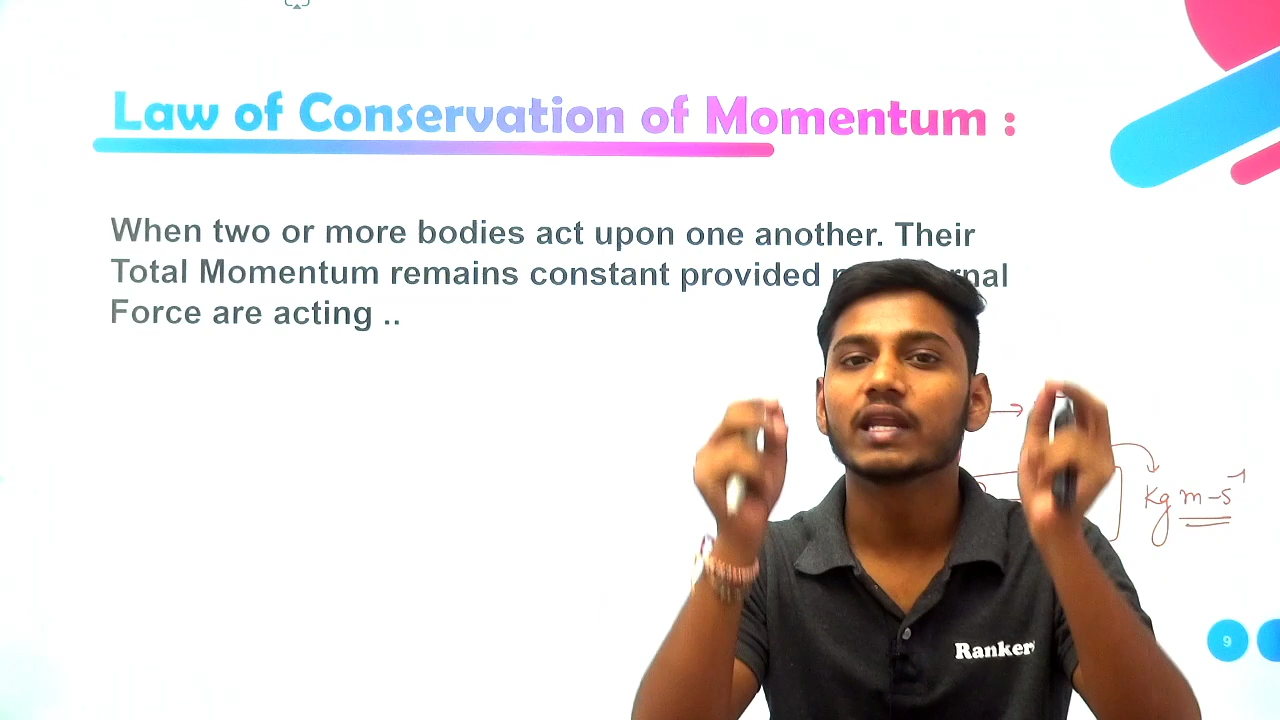 Law of Conservation of Momentum :
When two or more bodies act upon one another. Their
Total Momentum remains constant provided
Force are acting ..
Kg m-s⁻¹
Ranker
9